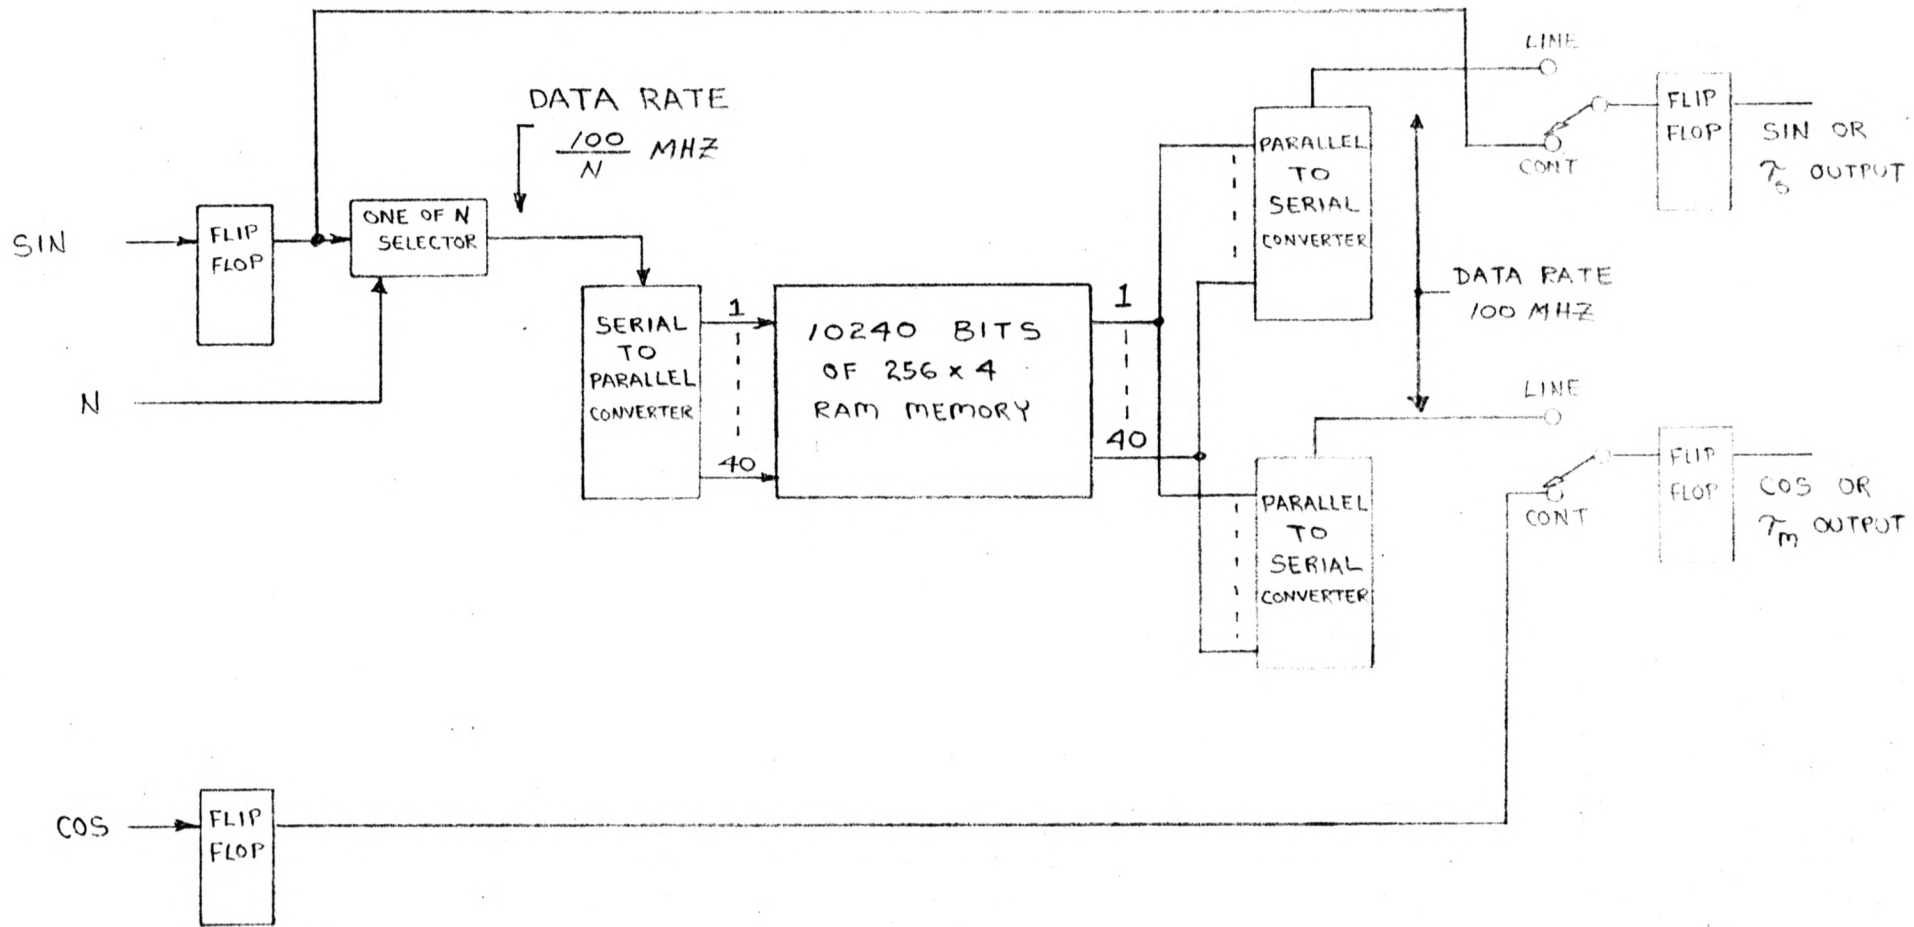 SIN
FLIP
FLOP
ONE OF N
SELECTOR
N
DATA RATE
100
N
MHZ
SERIAL
TO
PARALLEL
CONVERTER
1
40
10240 BITS
OF 256 x 4
RAM MEMORY
1
40
PARALLEL
TO
SERIAL
CONVERTER
LINE
CONT
FLIP
FLOP
SIN OR
τs OUTPUT
DATA RATE
100 MHZ
PARALLEL
TO
SERIAL
CONVERTER
LINE
CONT
FLIP
FLOP
COS OR
τm OUTPUT
COS
FLIP
FLOP